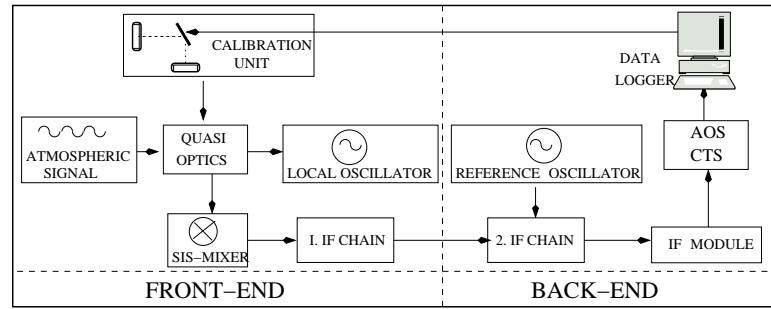 CALIBRATION
UNIT
DATA
LOGGER
ATMOSPHERIC
SIGNAL
QUASI
OPTICS
LOCAL OSCILLATOR
REFERENCE OSCILLATOR
AOS
CTS
SIS-MIXER
1. IF CHAIN
2. IF CHAIN
IF MODULE
FRONT-END
BACK-END